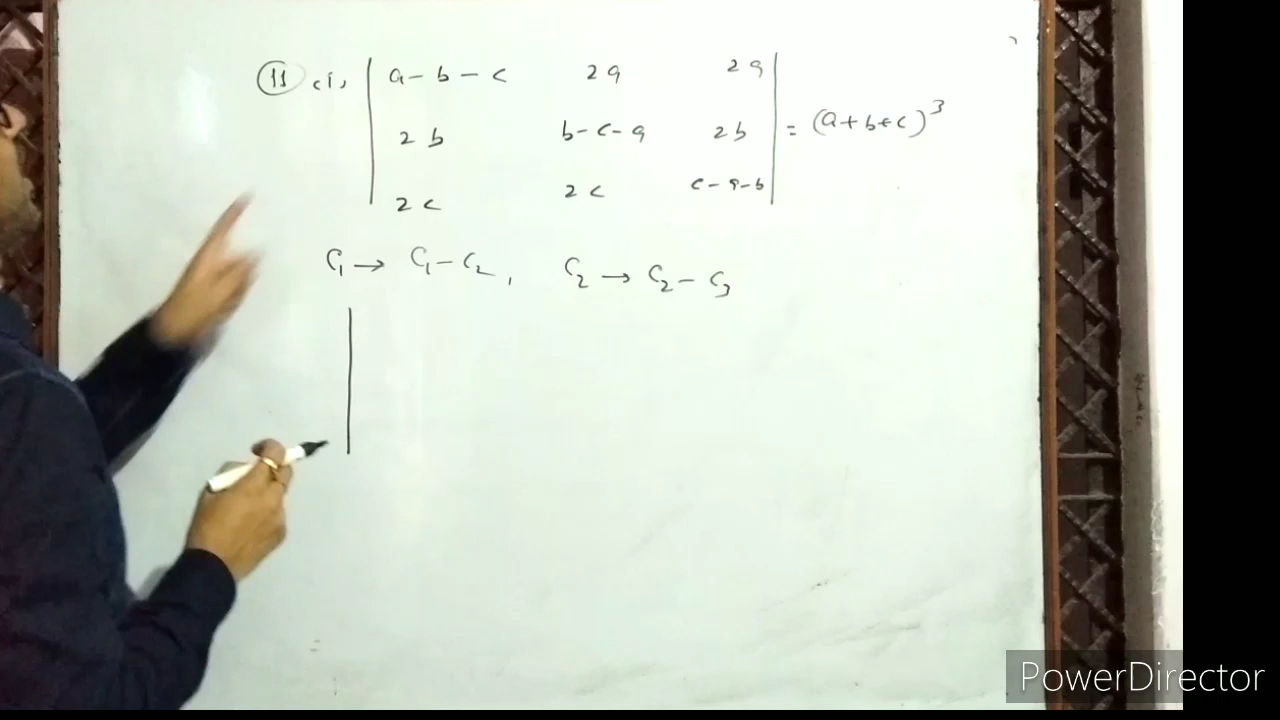 11 (i) | a - b - c 2a 2a |
| 2b b - c - a 2b | = (a + b + c)^3
| 2c 2c c - a - b |
C1 → C1 - C2, C2 → C2 - C3
PowerDirector